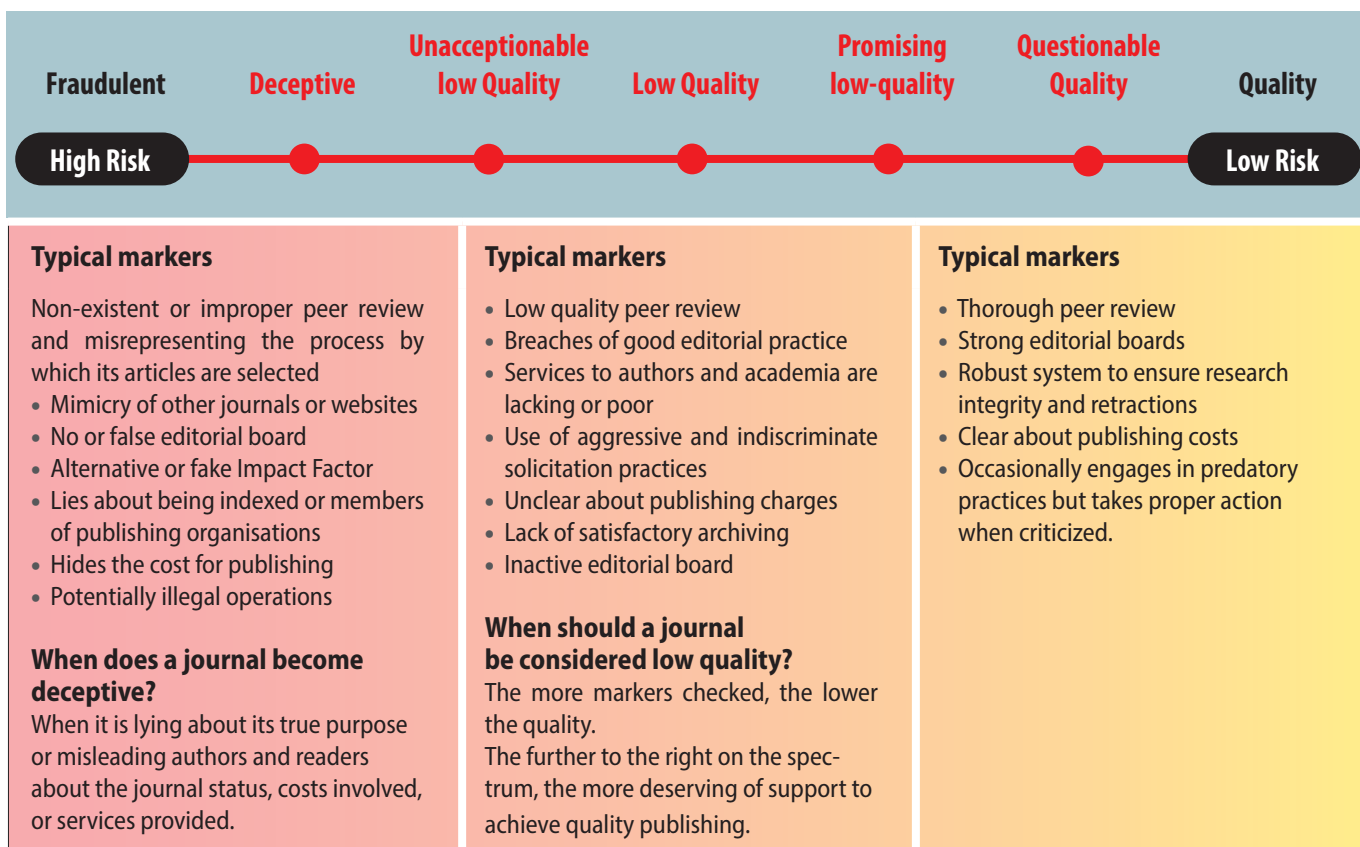 Fraudulent
Deceptive
Unacceptionable
low Quality
Low Quality
Promising
low-quality
Questionable
Quality
Quality
High Risk
Low Risk
Typical markers
Non-existent or improper peer review
and misrepresenting the process by
which its articles are selected
• Mimicry of other journals or websites
• No or false editorial board
• Alternative or fake Impact Factor
• Lies about being indexed or members
of publishing organisations
• Hides the cost for publishing
• Potentially illegal operations
When does a journal become
deceptive?
When it is lying about its true purpose
or misleading authors and readers
about the journal status, costs involved,
or services provided.
Typical markers
• Low quality peer review
• Breaches of good editorial practice
• Services to authors and academia are
lacking or poor
• Use of aggressive and indiscriminate
solicitation practices
• Unclear about publishing charges
• Lack of satisfactory archiving
• Inactive editorial board
When should a journal
be considered low quality?
The more markers checked, the lower
the quality.
The further to the right on the spec-
trum, the more deserving of support to
achieve quality publishing.
Typical markers
• Thorough peer review
• Strong editorial boards
• Robust system to ensure research
integrity and retractions
• Clear about publishing costs
• Occasionally engages in predatory
practices but takes proper action
when criticized.